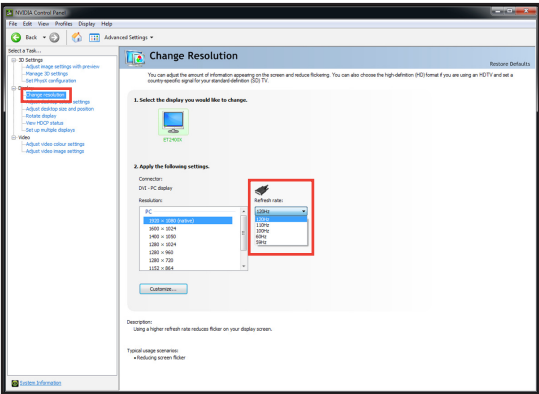 NVIDIA Control Panel
File Edit View Profiles Display Help
Back Advanced Settings
Select a Task...
3D Settings
Adjust image settings with preview
Manage 3D settings
Set PhysX configuration
Display
Change resolution
Adjust desktop colour settings
Adjust desktop size and position
Rotate display
View HDCP status
Set up multiple displays
Video
Adjust video colour settings
Adjust video image settings
System Information
Change Resolution
Restore Defaults
You can adjust the amount of information appearing on the screen and reduce flickering. You can also choose the high-definition (HD) format if you are using an HDTV and set a
country-specific signal for your standard-definition (SD) TV.
1. Select the display you would like to change.
2. Apply the following settings.
Connector:
DVI - PC display
Resolution:
Refresh rate:
PC
120Hz
1920 × 1080 (native)
1600 × 1024
1400 × 1050
1280 × 1024
1280 × 960
1280 × 720
1152 × 864
120Hz
110Hz
100Hz
60Hz
59Hz
Customize...
Description:
Using a higher refresh rate reduces flicker on your display screen.
Typical usage scenarios:
• Reducing screen flicker